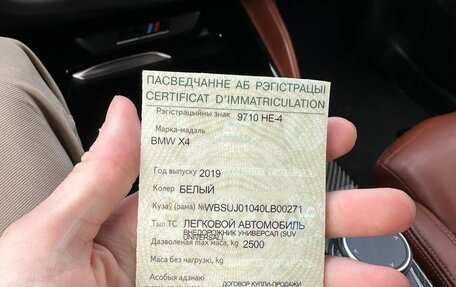 ПАСВЕДЧАННЕ АБ РЭГІСТРАЦЫІ
CERTIFICAT D'IMMATRICULATION
Рэгістрацыйны знак 9710 HE-4
Марка-мадэль
BMW X4
Год выпуску 2019
Колер БЕЛЫЙ
Кузаў (рама) №WBSUJ01040LB00271
Тып ТС ЛЕГКОВОЙ АВТОМОБИЛЬ
ВНЕДОРОЖНИК УНИВЕРСАЛ (SUV
UNIVERSAL)
Дазволеная max маса, kg 2500
Маса без нагрузкі, kg
Асобыя адзнакі
ДОГОВОР КУПЛИ-ПРОДАЖИ